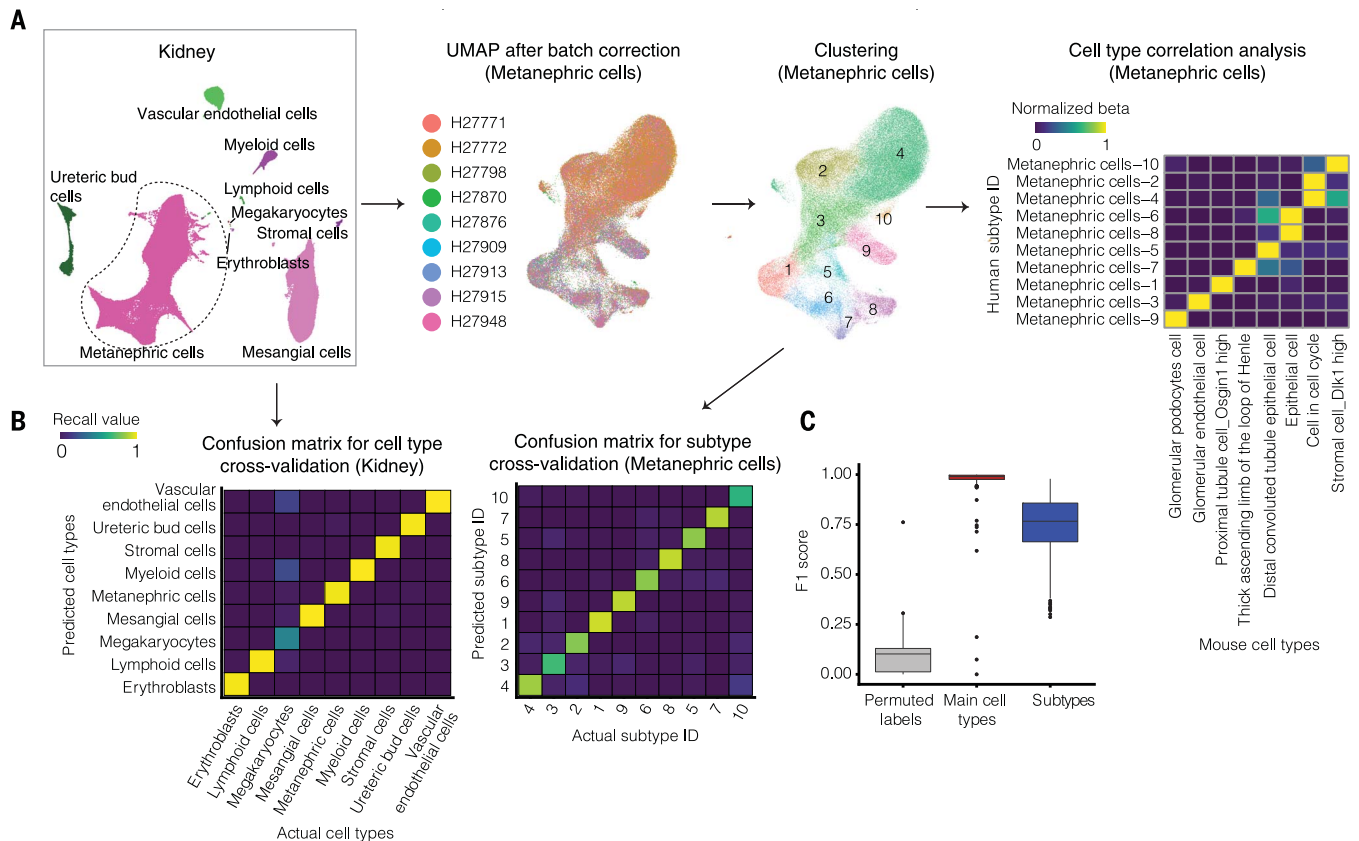 A
Kidney
Vascular endothelial cells
Myeloid cells
Ureteric bud
cells
Lymphoid cells
Megakaryocytes
Stromal cells
Erythroblasts
Metanephric cells
Mesangial cells
UMAP after batch correction
(Metanephric cells)
H27771
H27772
H27798
H27870
H27876
H27909
H27913
H27915
H27948
Clustering
(Metanephric cells)
2
4
3
10
9
1
5
6
8
7
Cell type correlation analysis
(Metanephric cells)
Normalized beta
0 1
Human subtype ID
Metanephric cells–10
Metanephric cells–2
Metanephric cells–4
Metanephric cells–6
Metanephric cells–8
Metanephric cells–5
Metanephric cells–7
Metanephric cells–1
Metanephric cells–3
Metanephric cells–9
Glomerular podocytes cell
Glomerular endothelial cell
Proximal tubule cell_Osgin1 high
Thick ascending limb of the loop of Henle
Distal convoluted tubule epithelial cell
Epithelial cell
Cell in cell cycle
Stromal cell_Dlk1 high
Mouse cell types
B
Recall value
0 1
Confusion matrix for cell type
cross-validation (Kidney)
Predicted cell types
Vascular
endothelial cells
Ureteric bud cells
Stromal cells
Myeloid cells
Metanephric cells
Mesangial cells
Megakaryocytes
Lymphoid cells
Erythroblasts
Erythroblasts
Lymphoid cells
Megakaryocytes
Mesangial cells
Metanephric cells
Myeloid cells
Stromal cells
Ureteric bud cells
Vascular
endothelial cells
Actual cell types
Confusion matrix for subtype
cross-validation (Metanephric cells)
Predicted subtype ID
10
7
5
8
6
9
1
2
3
4
4 3 2 1 9 6 8 5 7 10
Actual subtype ID
C
F1 score
1.00
0.75
0.50
0.25
0.00
Permuted
labels
Main cell
types
Subtypes